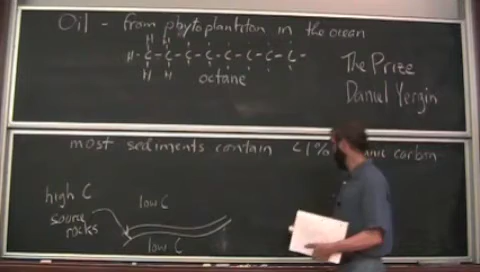 Oil - from phytoplankton in the ocean
H H
H - C - C - C - C - C - C - C - C -
H H
octane
The Prize
Daniel Yergin
most sediments contain <1% carbon
high C
source rocks
low C
low C